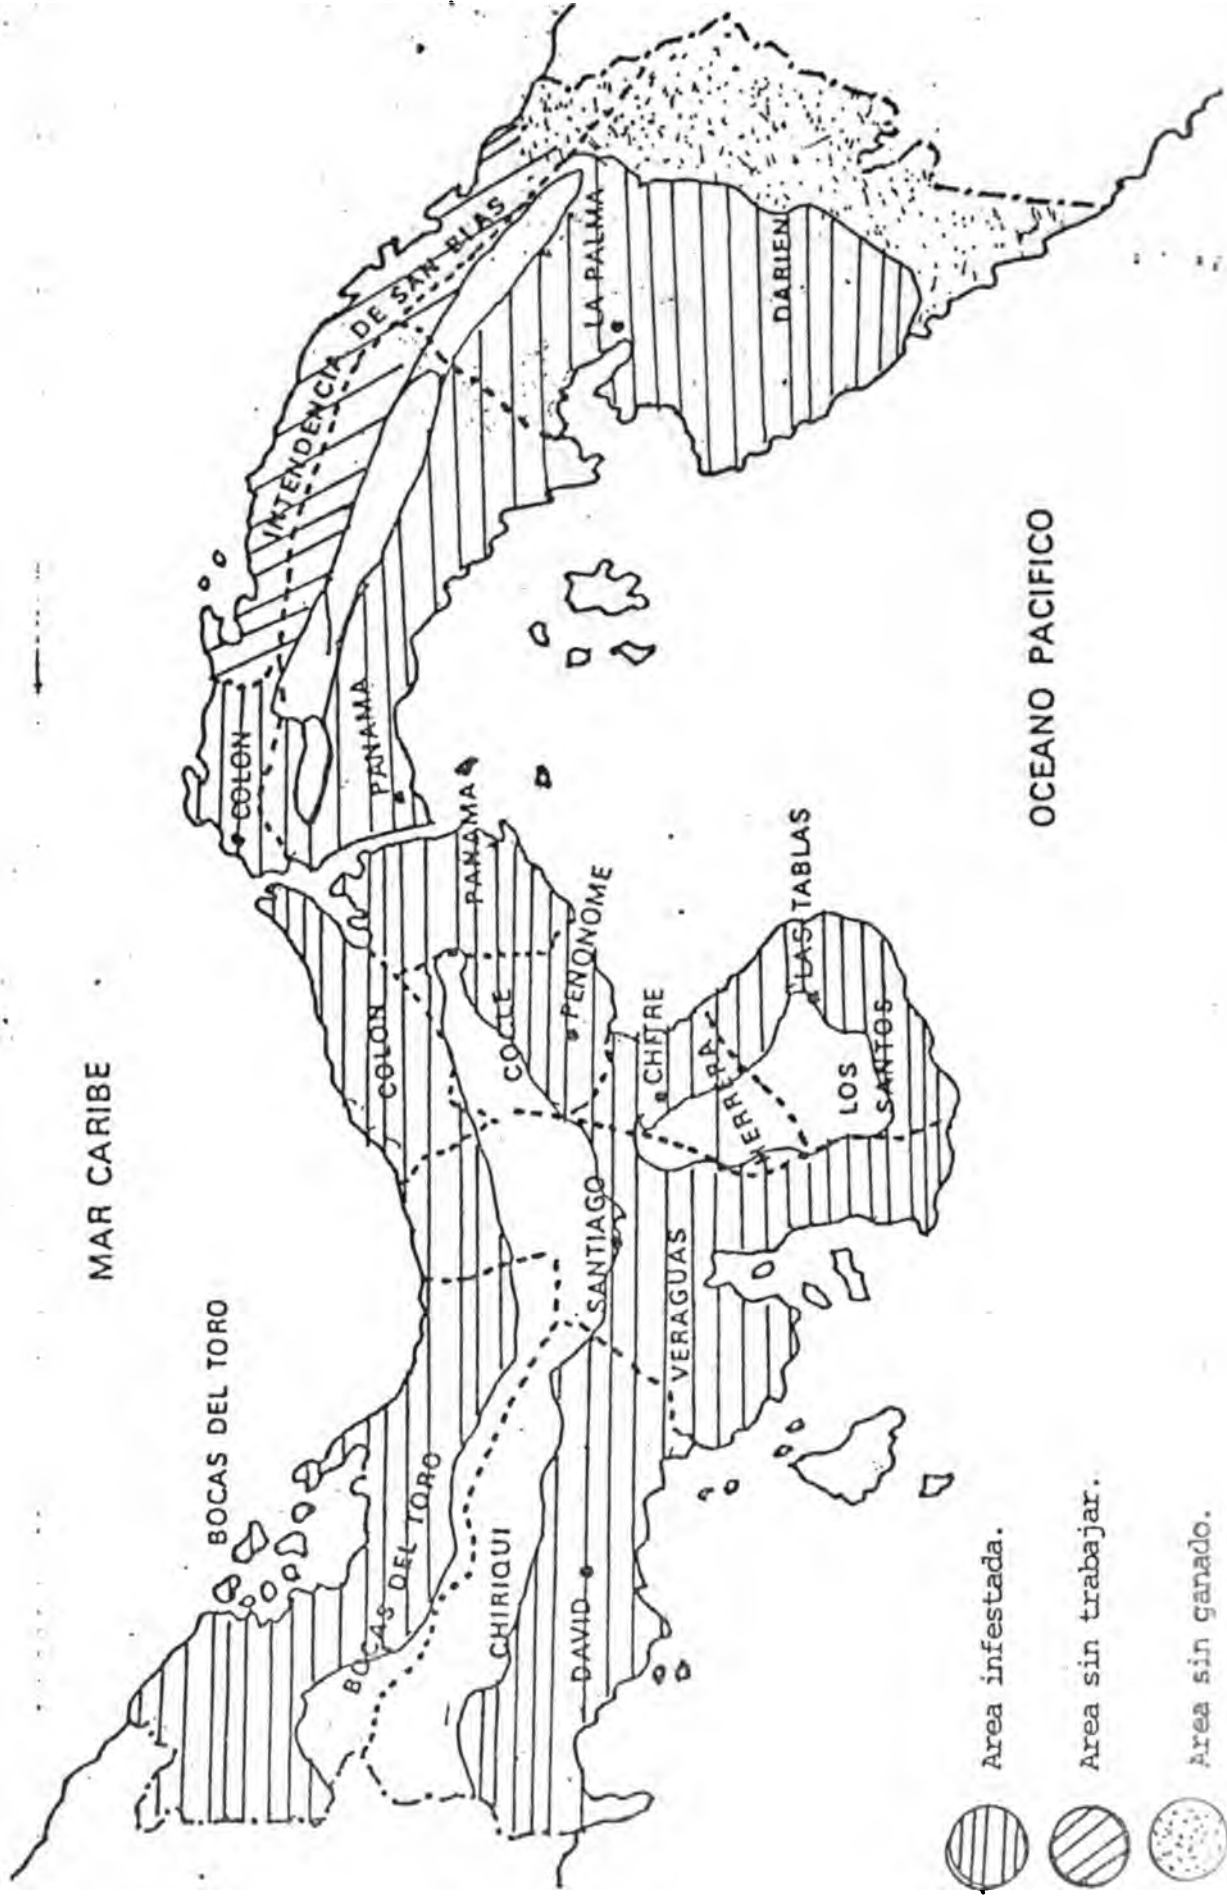 MAR CARIBE
BOCAS DEL TORO
BOCAS DEL TORO
CHIRIQUI
DAVID
SANTIAGO
VERAGUAS
COLON
COCLE
PENONOME
CHITRE
HERRERA
LOS
SANTOS
LAS TABLAS
PANAMA
COLON
PANAMA
INTENDENCIA DE SAN BLAS
LA PALMA
DARIEN
OCEANO PACIFICO
Area infestada.
Area sin trabajar.
Area sin ganado.